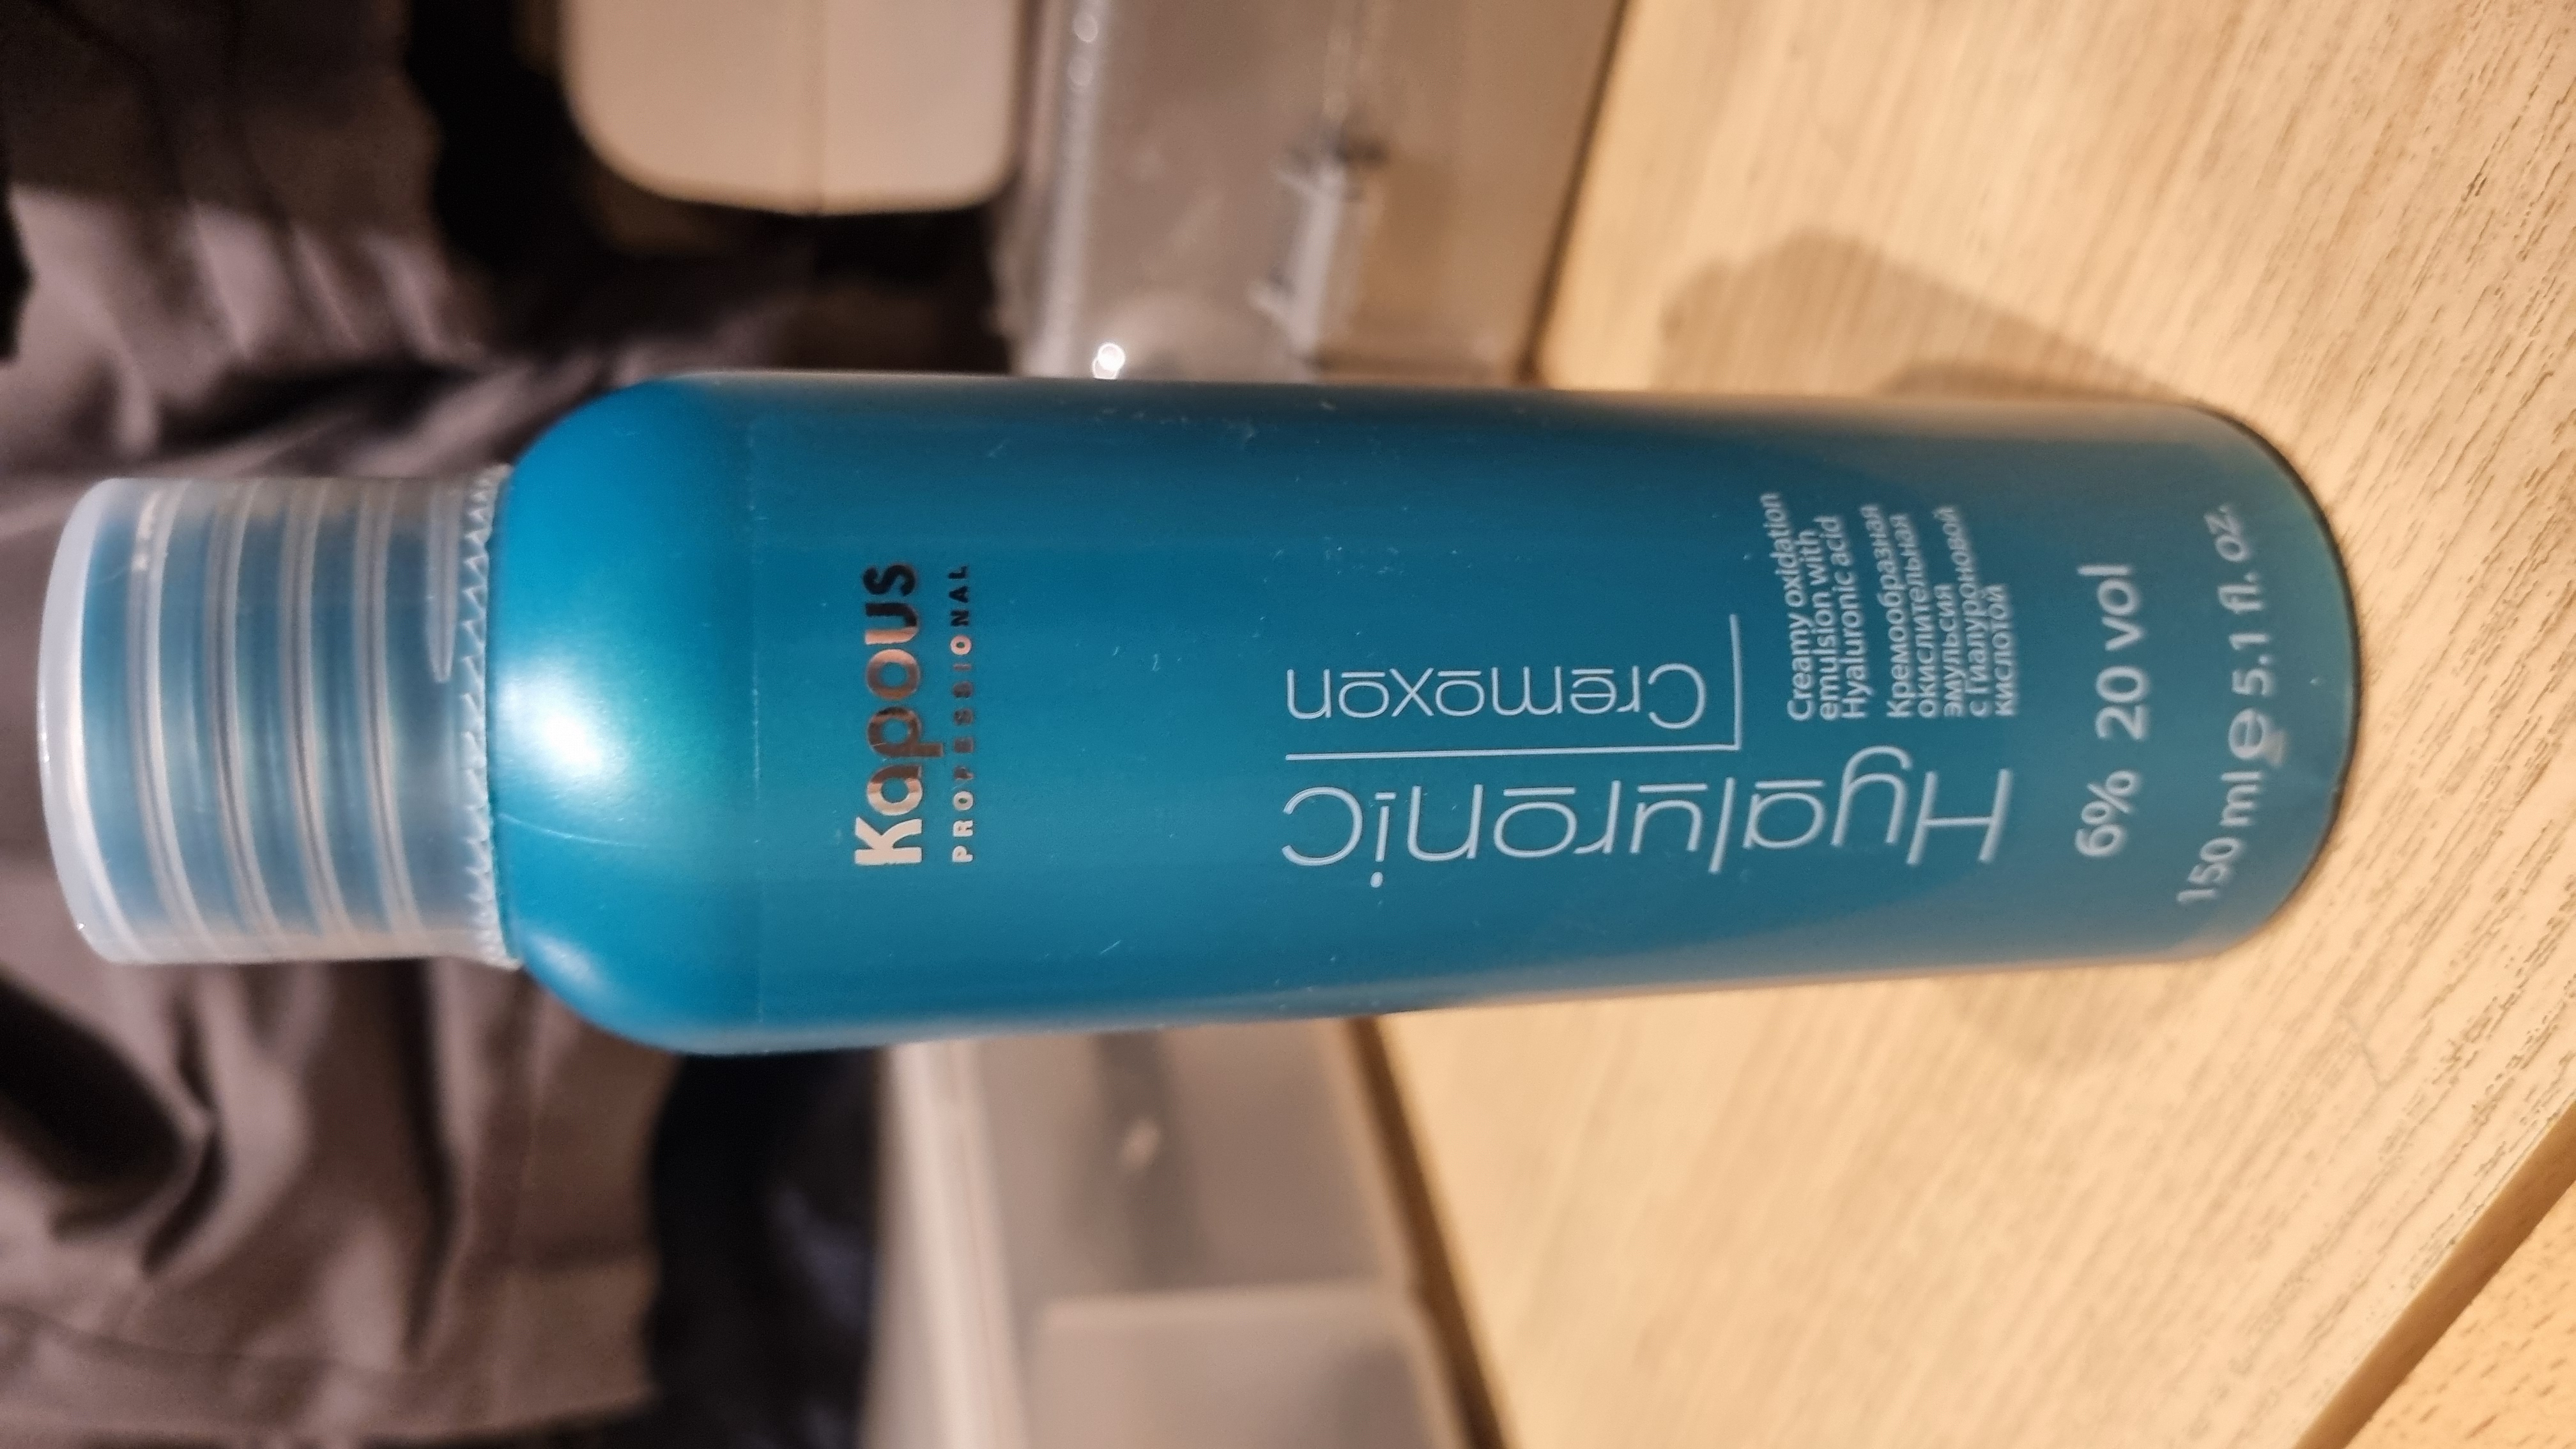 Kapous
PROFESSIONAL
Hyaluronic
Cremoxon
Creamy oxidation
emulsion with
Hyaluronic acid
Кремообразная
окислительная
эмульсия
с Гиалуроновой
кислотой
6% 20 vol
150 ml e 5.1 fl. oz.